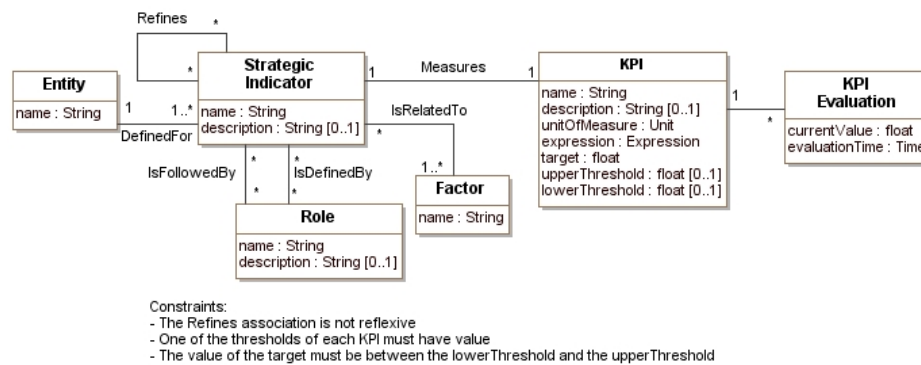 Refines
*
*
Strategic
Indicator
name : String
description : String [0..1]
Entity
name : String
1
1..*
DefinedFor
1
Measures
1
KPI
name : String
description : String [0..1]
unitOfMeasure : Unit
expression : Expression
target : float
upperThreshold : float [0..1]
lowerThreshold : float [0..1]
1
*
KPI
Evaluation
currentValue : float
evaluationTime : Time
IsRelatedTo
*
1..*
Factor
name : String
IsFollowedBy
*
*
IsDefinedBy
*
*
Role
name : String
description : String [0..1]
Constraints:
- The Refines association is not reflexive
- One of the thresholds of each KPI must have value
- The value of the target must be between the lowerThreshold and the upperThreshold